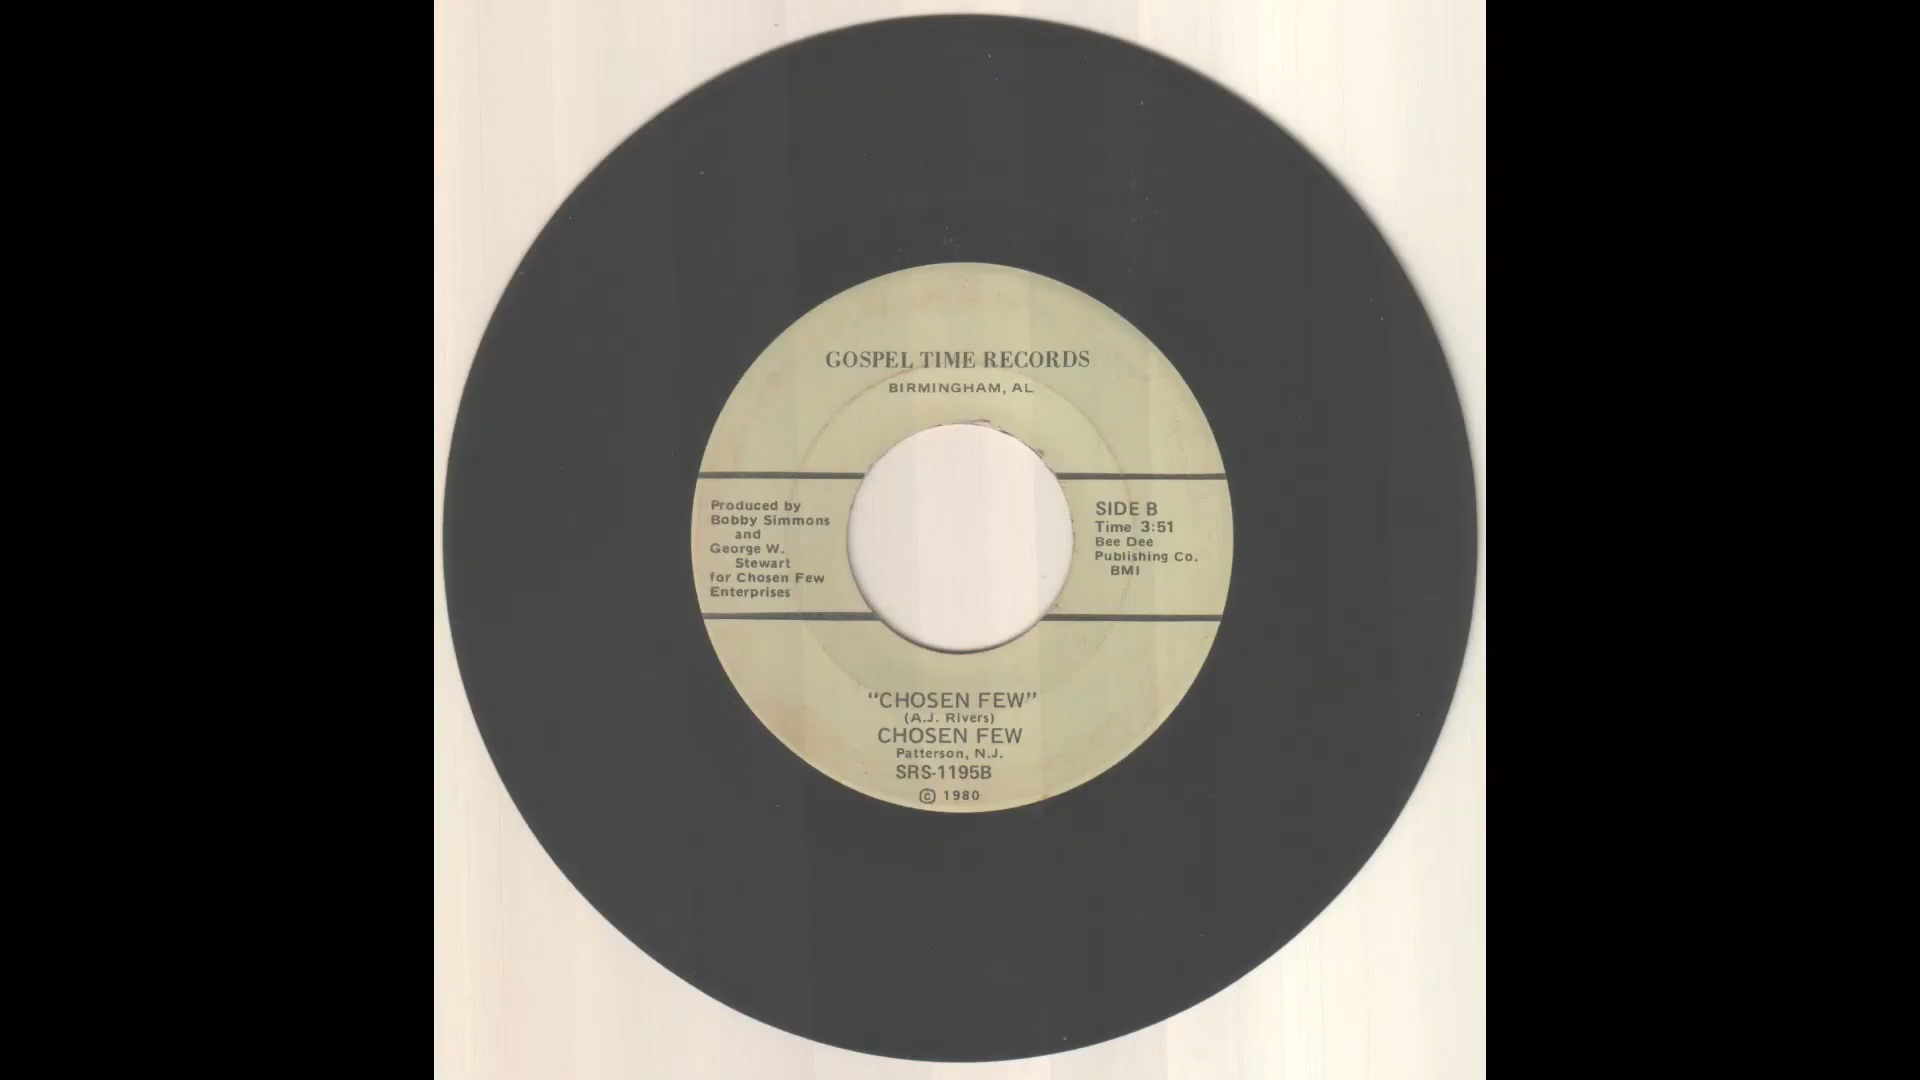 GOSPEL TIME RECORDS
BIRMINGHAM, AL
Produced by
Bobby Simmons
and
George W.
Stewart
for Chosen Few
Enterprises
SIDE B
Time 3:51
Bee Dee
Publishing Co.
BMI
"CHOSEN FEW"
(A.J. Rivers)
CHOSEN FEW
Patterson, N.J.
SRS-1195B
© 1980